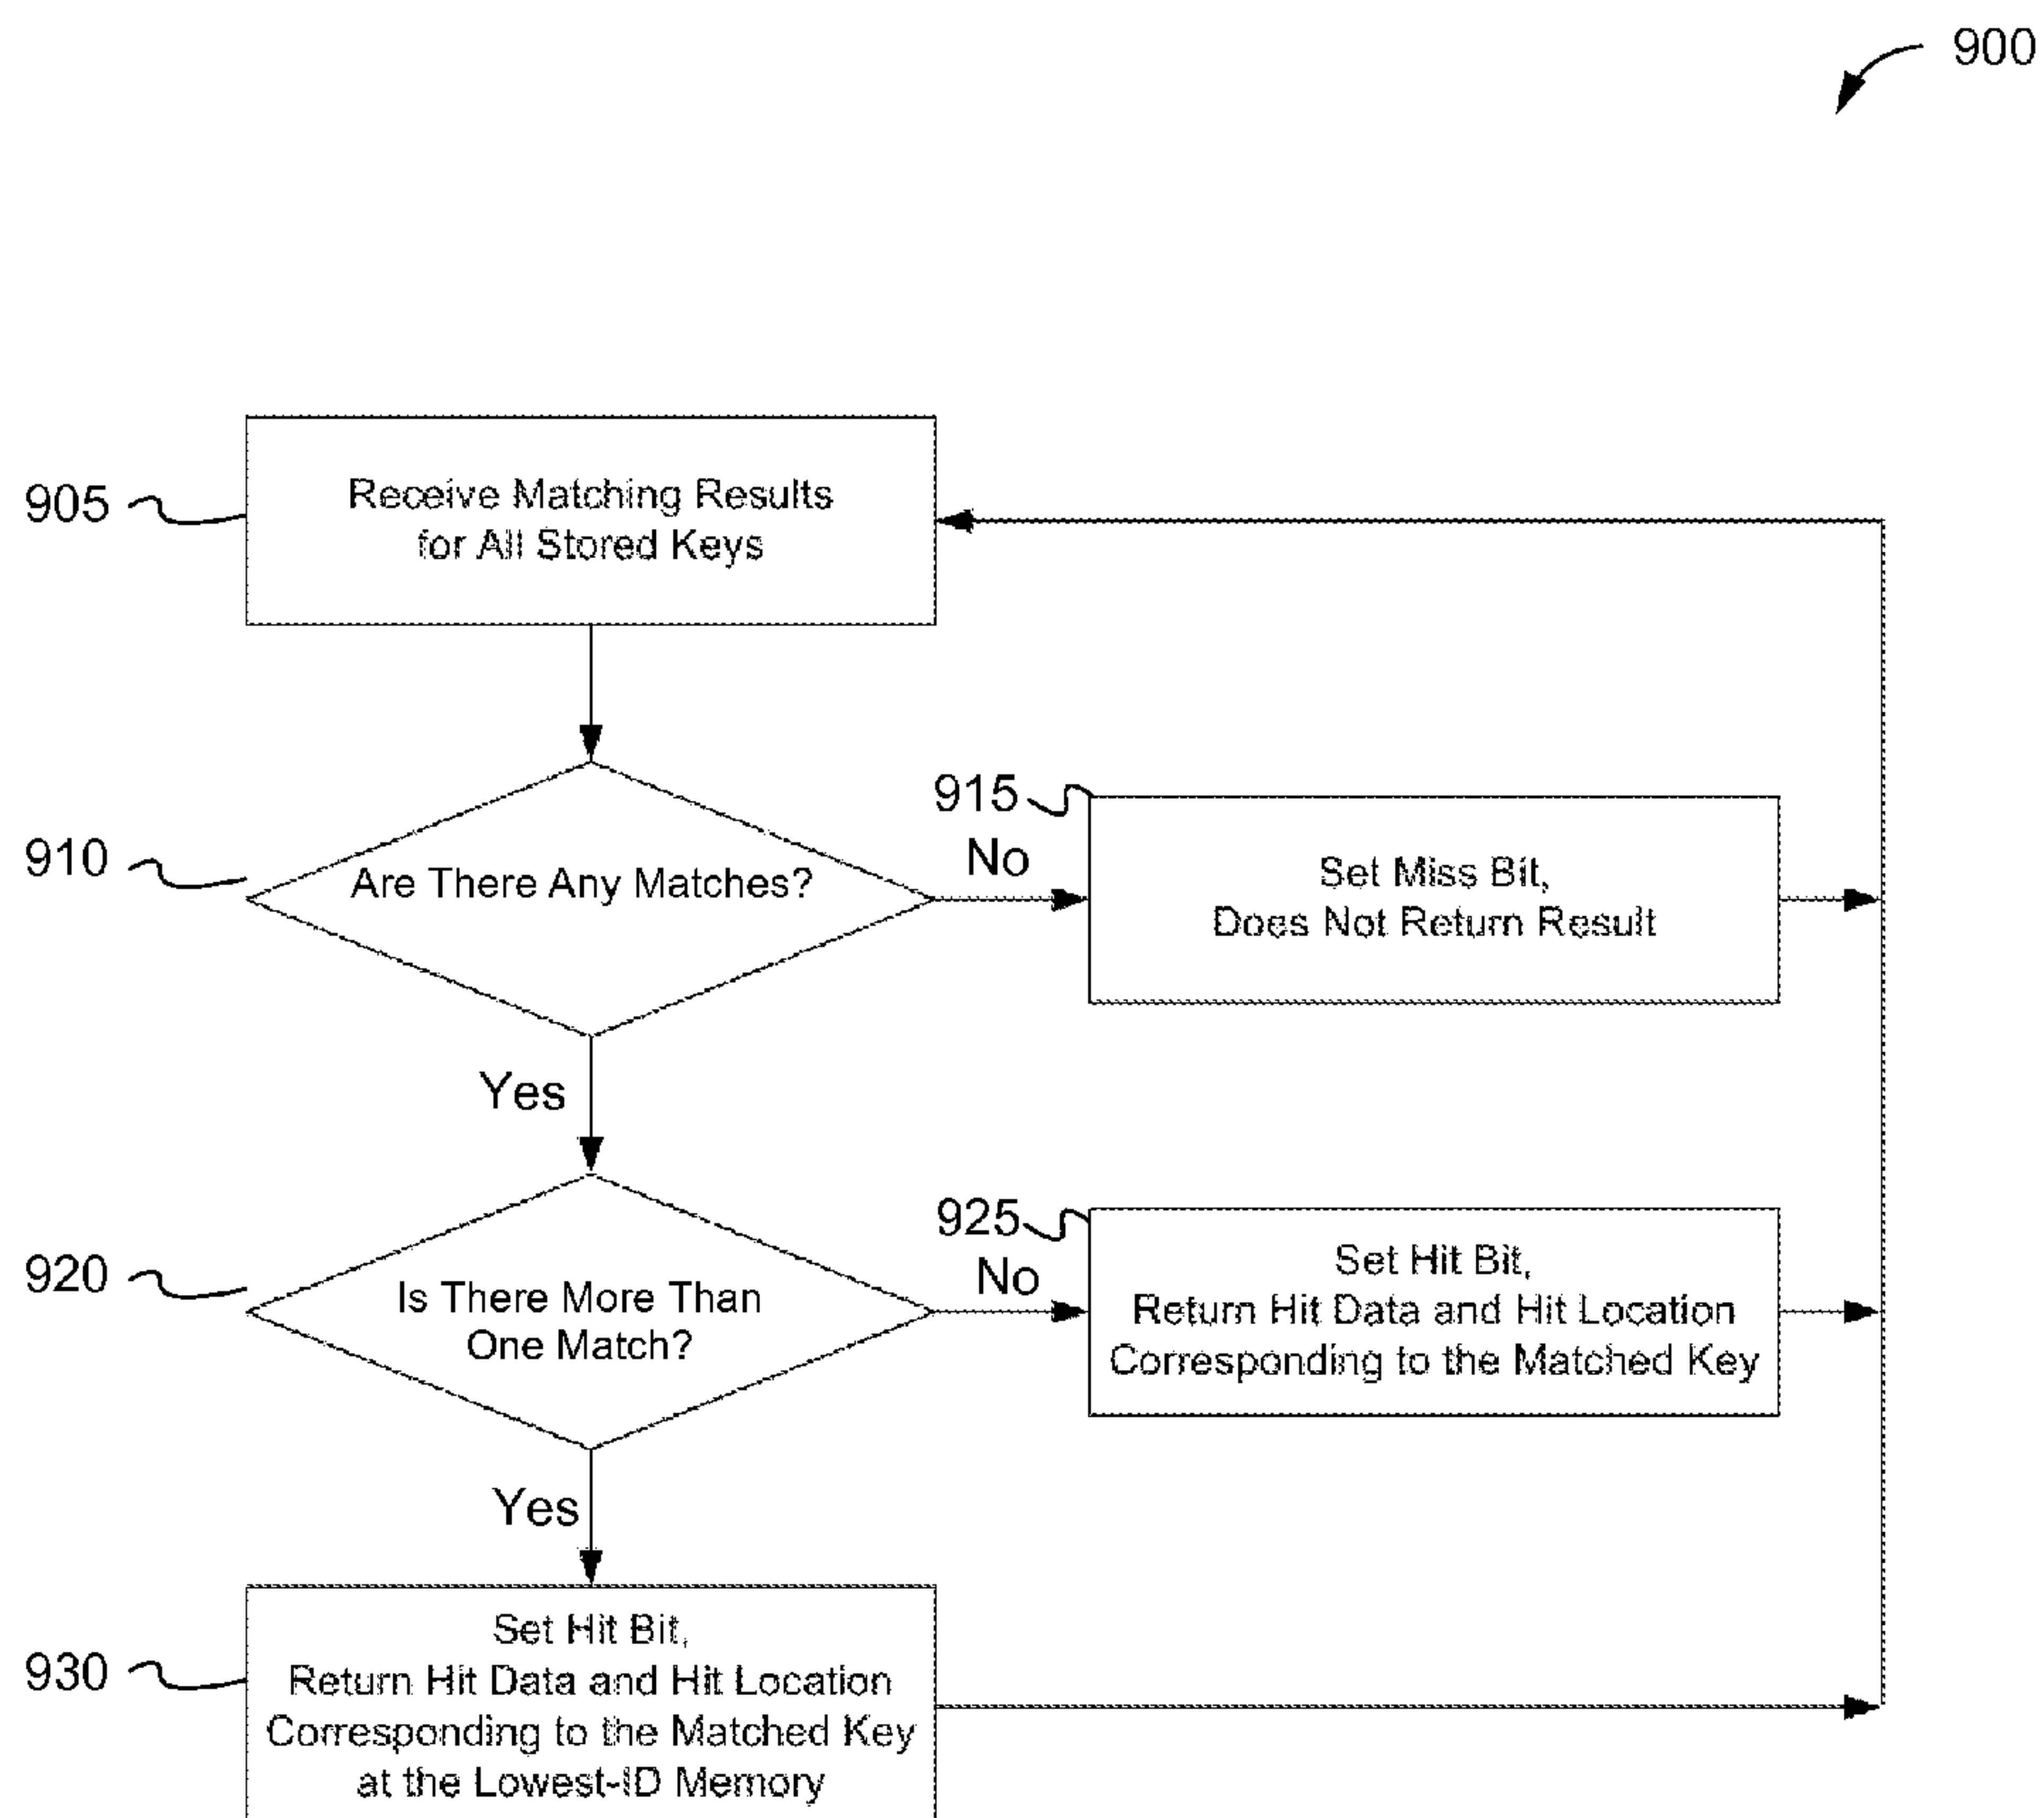 900
905
Receive Matching Results
for All Stored Keys
910
Are There Any Matches?
No
915
Set Miss Bit,
Does Not Return Result
Yes
920
Is There More Than
One Match?
No
925
Set Hit Bit,
Return Hit Data and Hit Location
Corresponding to the Matched Key
Yes
930
Set Hit Bit,
Return Hit Data and Hit Location
Corresponding to the Matched Key
at the Lowest-ID Memory